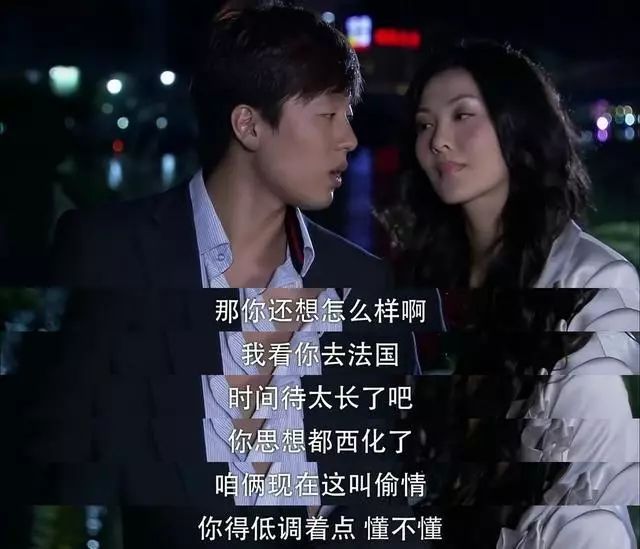 那你还想怎么样啊
我看你去法国
时间待太长了吧
你思想都西化了
咱俩现在这叫偷情
你得低调着点 懂不懂